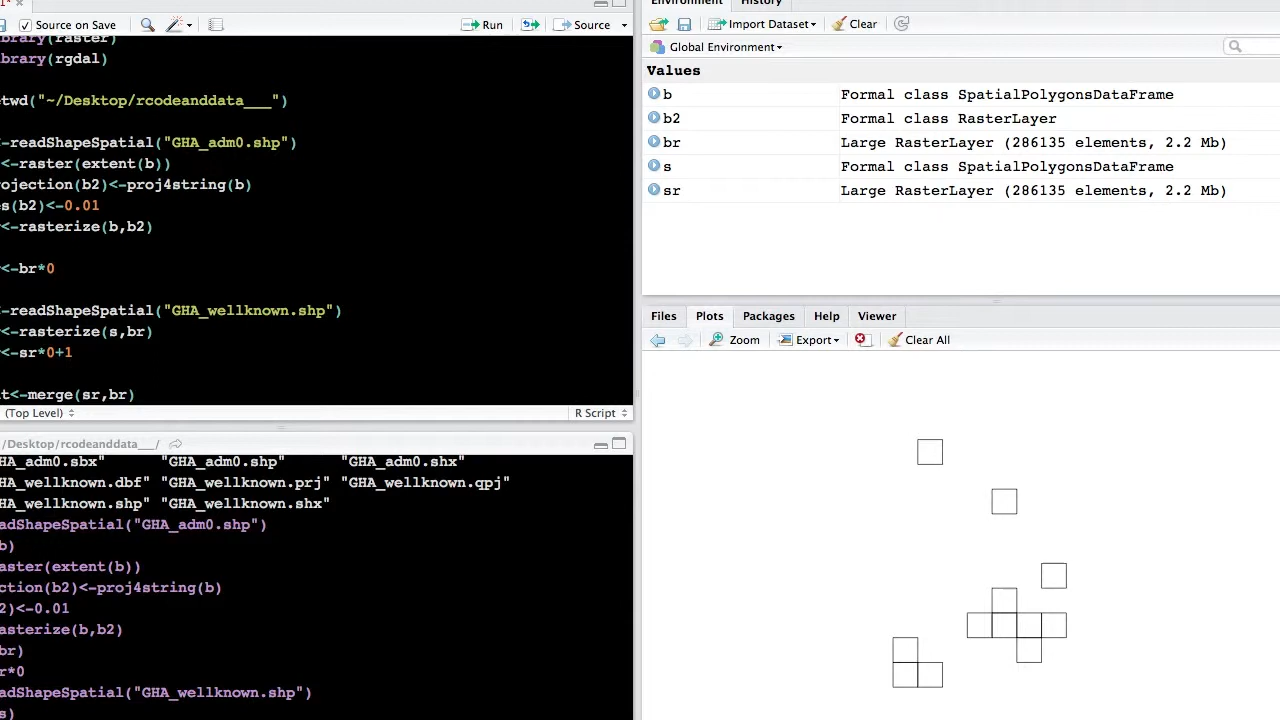 Source on Save Run Source
brary(raster)
brary(rgdal)
etwd("~/Desktop/rcodeanddata___")
<-readShapeSpatial("GHA_adm0.shp")
<-raster(extent(b))
rojection(b2)<-proj4string(b)
es(b2)<-0.01
<-rasterize(b,b2)
<-br*0
<-readShapeSpatial("GHA_wellknown.shp")
<-rasterize(s,br)
<-sr*0+1
t<-merge(sr,br)
(Top Level) R Script
/Desktop/rcodeanddata___/
HA_adm0.sbx" "GHA_adm0.shp" "GHA_adm0.shx"
HA_wellknown.dbf" "GHA_wellknown.prj" "GHA_wellknown.qpj"
HA_wellknown.shp" "GHA_wellknown.shx"
adShapeSpatial("GHA_adm0.shp")
b)
aster(extent(b))
ction(b2)<-proj4string(b)
2)<-0.01
asterize(b,b2)
br)
r*0
adShapeSpatial("GHA_wellknown.shp")
s)
Environment History
Import Dataset Clear
Global Environment
Values
b Formal class SpatialPolygonsDataFrame
b2 Formal class RasterLayer
br Large RasterLayer (286135 elements, 2.2 Mb)
s Formal class SpatialPolygonsDataFrame
sr Large RasterLayer (286135 elements, 2.2 Mb)
Files Plots Packages Help Viewer
Zoom Export Clear All